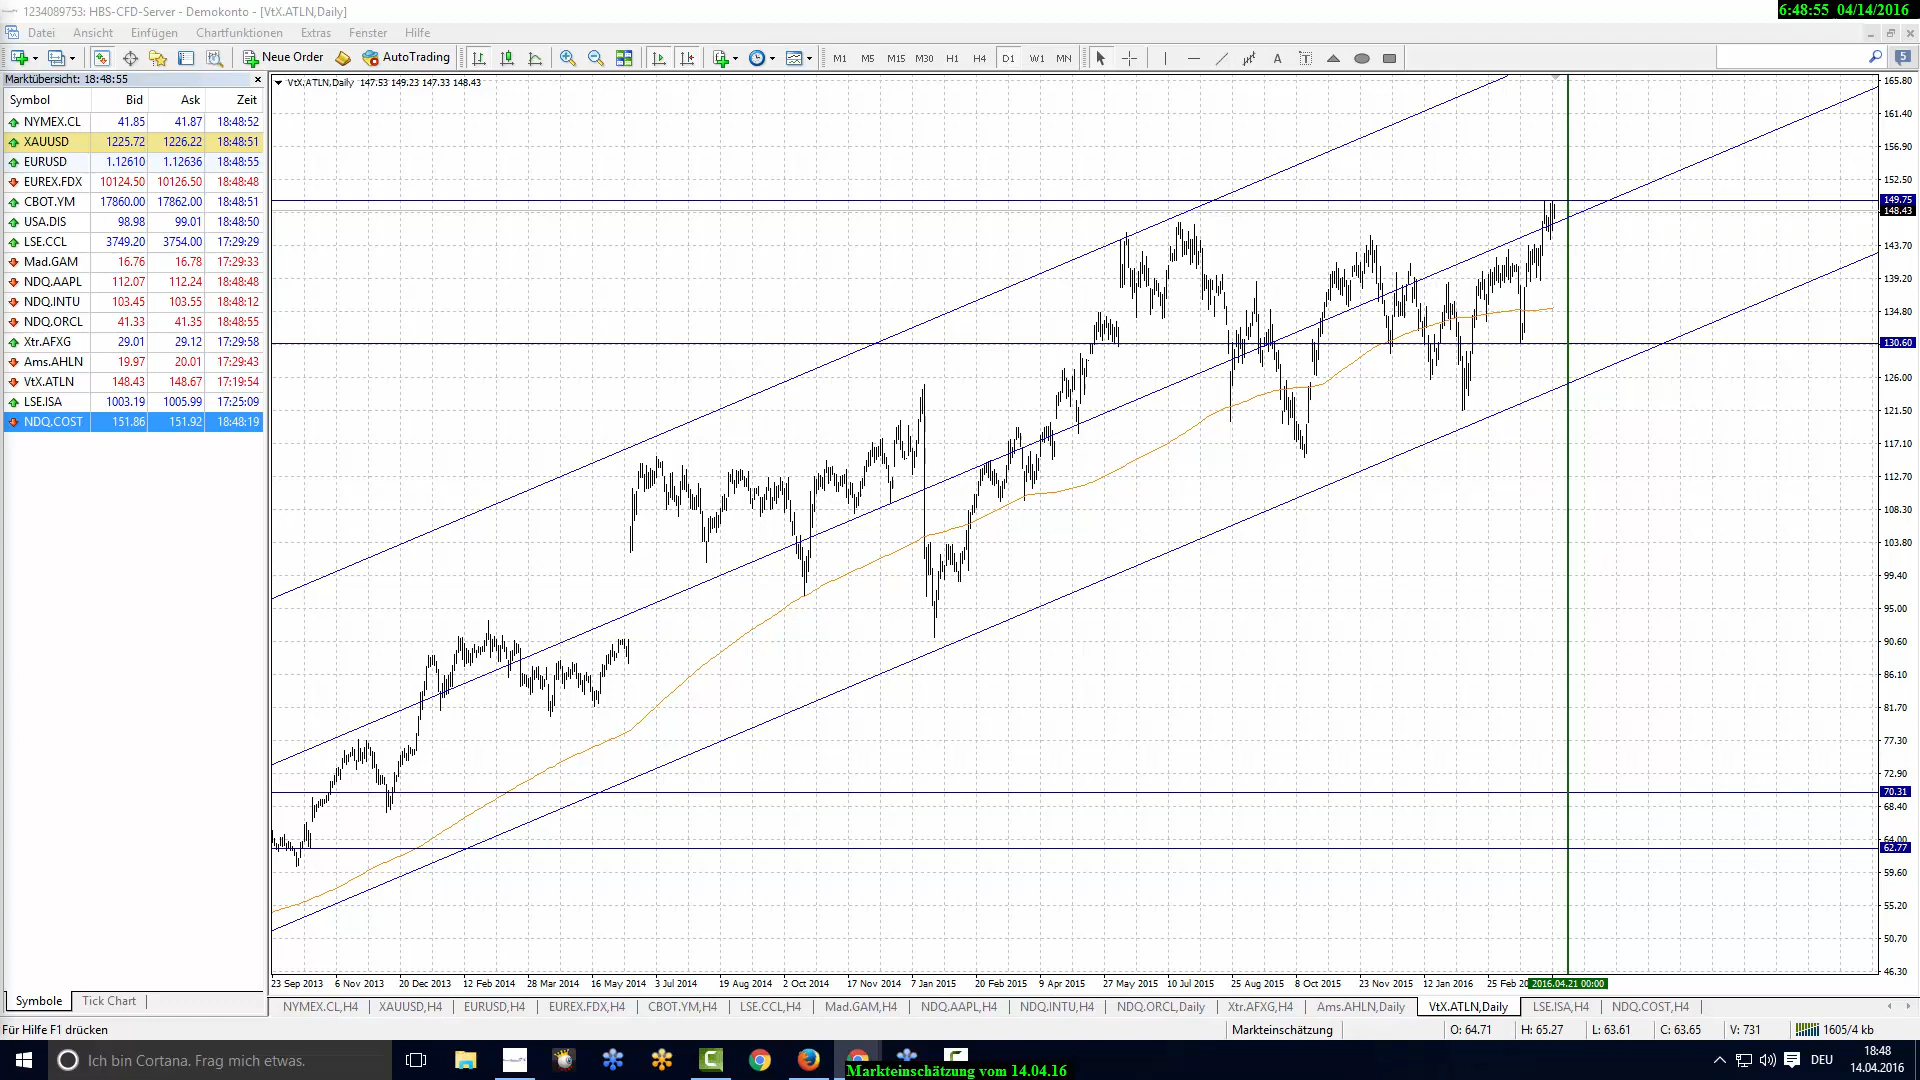 1234089753: HBS-CFD-Server - Demokonto - [VtX.ATLN,Daily]
6:48:55 04/14/2016
Datei Ansicht Einfügen Chartfunktionen Extras Fenster Hilfe
Neue Order AutoTrading M1 M5 M15 M30 H1 H4 D1 W1 MN A T 5
Marktübersicht: 18:48:55
Symbol Bid Ask Zeit
NYMEX.CL 41.85 41.87 18:48:52
XAUUSD 1225.72 1226.22 18:48:51
EURUSD 1.12610 1.12636 18:48:55
EUREX.FDX 10124.50 10126.50 18:48:48
CBOT.YM 17860.00 17862.00 18:48:51
USA.DIS 98.98 99.01 18:48:50
LSE.CCL 3749.20 3754.00 17:29:29
Mad.GAM 16.76 16.78 17:29:33
NDQ.AAPL 112.07 112.24 18:48:48
NDQ.INTU 103.45 103.55 18:48:12
NDQ.ORCL 41.33 41.35 18:48:55
Xtr.AFXG 29.01 29.12 17:29:58
Ams.AHLN 19.97 20.01 17:29:43
VtX.ATLN 148.43 148.67 17:19:54
LSE.ISA 1003.19 1005.99 17:25:09
NDQ.COST 151.86 151.92 18:48:19
Symbole Tick Chart
VtX.ATLN,Daily 147.53 149.23 147.33 148.43
165.80
161.40
156.90
152.50
149.75
148.43
143.70
139.20
134.80
130.60
126.00
121.50
117.10
112.70
108.30
103.80
99.40
95.00
90.60
86.10
81.70
77.30
72.90
70.31
68.40
64.00
62.77
59.60
55.20
50.70
46.30
23 Sep 2013 6 Nov 2013 20 Dec 2013 12 Feb 2014 28 Mar 2014 16 May 2014 3 Jul 2014 19 Aug 2014 2 Oct 2014 17 Nov 2014 7 Jan 2015 20 Feb 2015 9 Apr 2015 27 May 2015 10 Jul 2015 25 Aug 2015 8 Oct 2015 23 Nov 2015 12 Jan 2016 25 Feb 2016.04.21 00:00
NYMEX.CL,H4 XAUUSD,H4 EURUSD,H4 EUREX.FDX,H4 CBOT.YM,H4 LSE.CCL,H4 Mad.GAM,H4 NDQ.AAPL,H4 NDQ.INTU,H4 NDQ.ORCL,Daily Xtr.AFXG,H4 Ams.AHLN,Daily VtX.ATLN,Daily LSE.ISA,H4 NDQ.COST,H4
Für Hilfe F1 drücken
Markteinschätzung O: 64.71 H: 65.27 L: 63.61 C: 63.65 V: 731 1605/4 kb
Ich bin Cortana. Frag mich etwas.
Markteinschätzung vom 14.04.16
DEU
18:48
14.04.2016